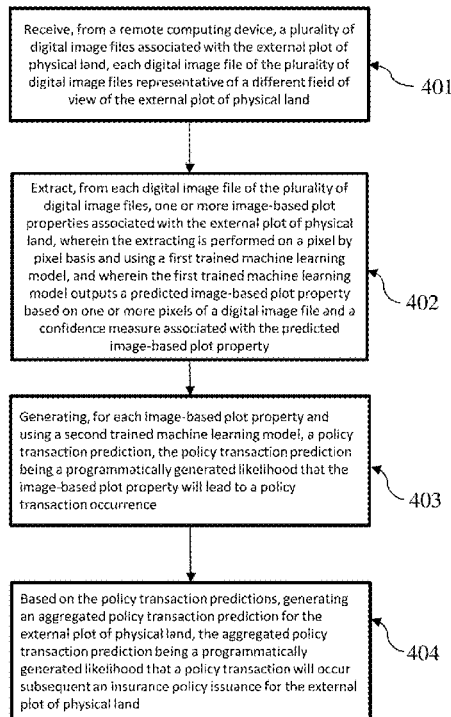 Receive, from a remote computing device, a plurality of
digital image files associated with the external plot of
physical land, each digital image file of the plurality of
digital image files representative of a different field of
view of the external plot of physical land
401
Extract, from each digital image file of the plurality of
digital image files, one or more image-based plot
properties associated with the external plot of physical
land, wherein the extracting is performed on a pixel by
pixel basis and using a first trained machine learning
model, and wherein the first trained machine learning
model outputs a predicted image-based plot property
based on one or more pixels of a digital image file and a
confidence measure associated with the predicted
image-based plot property
402
Generating, for each image-based plot property and
using a second trained machine learning model, a policy
transaction prediction, the policy transaction prediction
being a programmatically generated likelihood that the
image-based plot property will lead to a policy
transaction occurrence
403
Based on the policy transaction predictions, generating
an aggregated policy transaction prediction for the
external plot of physical land, the aggregated policy
transaction prediction being a programmatically
generated likelihood that a policy transaction will occur
subsequent an insurance policy issuance for the external
plot of physical land
404